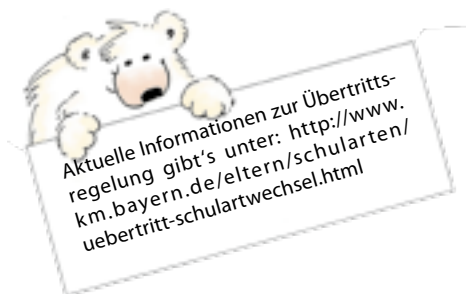 Aktuelle Informationen zur Übertritts-
regelung gibt's unter: http://www.
km.bayern.de/eltern/schularten/
uebertritt-schulartwechsel.html